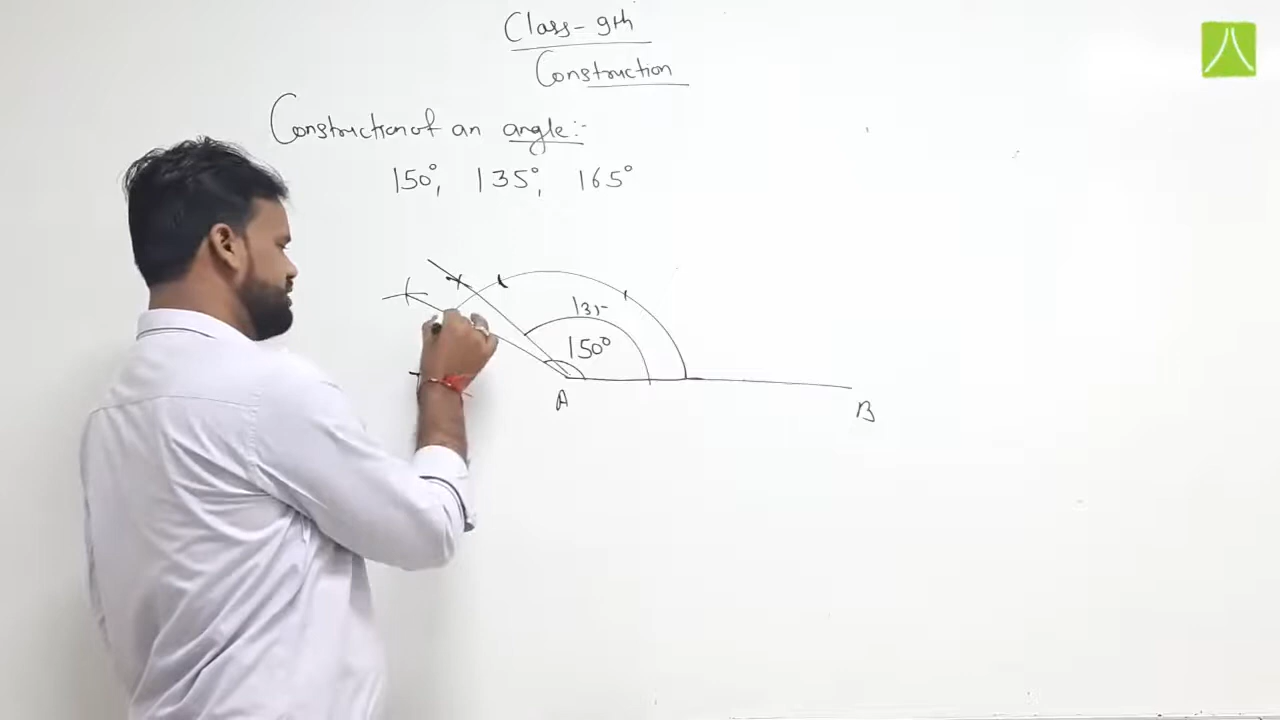 Class-9th
Construction
Construction of an angle:-
150°, 135°, 165°
135
150°
A
B